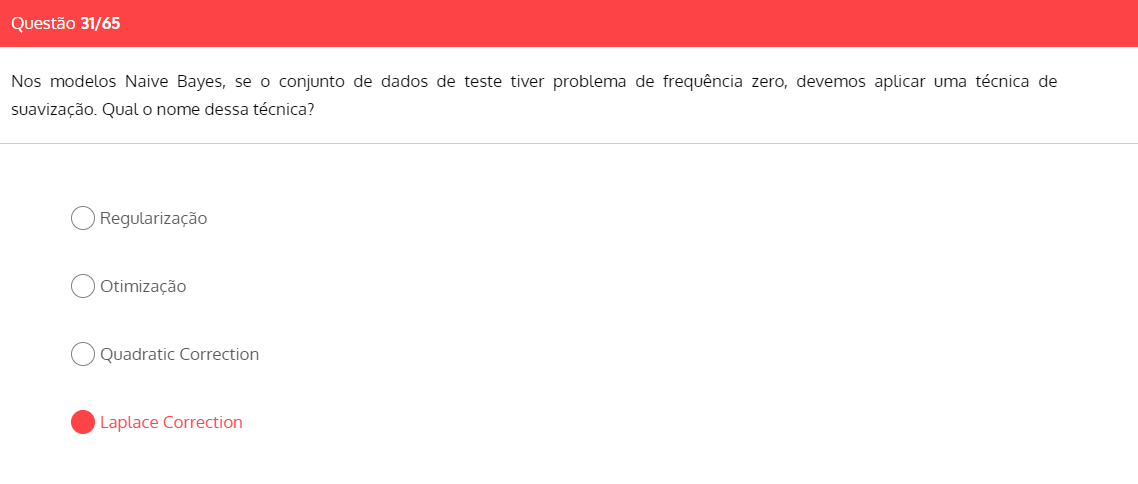 Questão 31/65
Nos modelos Naive Bayes, se o conjunto de dados de teste tiver problema de frequência zero, devemos aplicar uma técnica de
suavização. Qual o nome dessa técnica?
Regularização
Otimização
Quadratic Correction
Laplace Correction